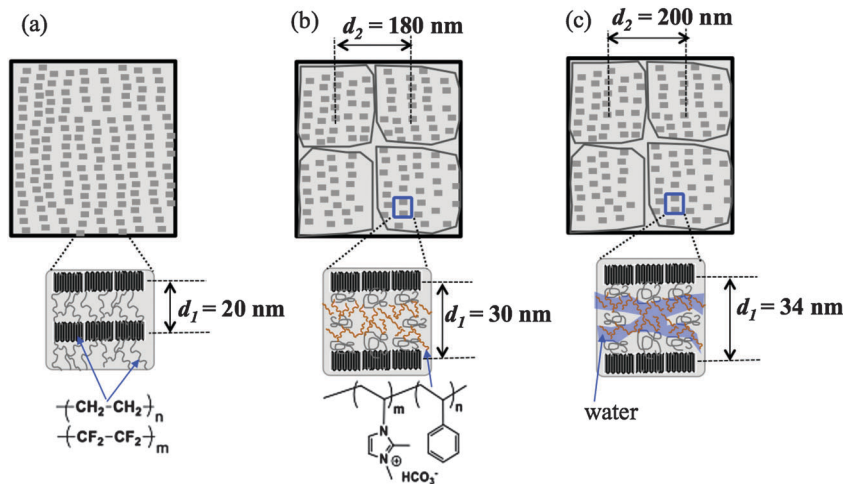 (a)
(b)
(c)
d₂ = 180 nm
d₂ = 200 nm
d₁ = 20 nm
d₁ = 30 nm
d₁ = 34 nm
water
-(CH₂-CH₂)n
-(CF₂-CF₂)m
m
n
N
N
⊕
HCO₃⁻